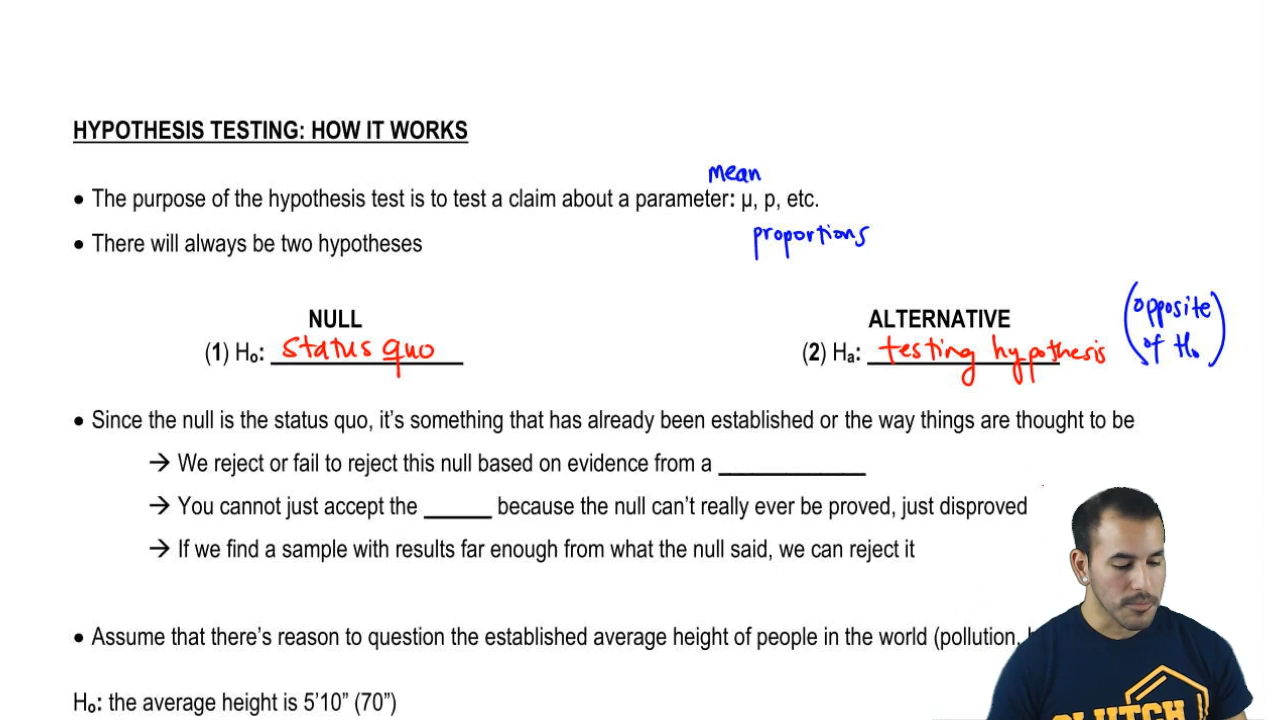 HYPOTHESIS TESTING: HOW IT WORKS
mean
• The purpose of the hypothesis test is to test a claim about a parameter: μ, p, etc.
proportions
• There will always be two hypotheses
NULL
(1) H₀: status quo
ALTERNATIVE
(2) Hₐ: testing hypothesis
(opposite
of H₀)
• Since the null is the status quo, it's something that has already been established or the way things are thought to be
→ We reject or fail to reject this null based on evidence from a ____________
→ You cannot just accept the ______ because the null can't really ever be proved, just disproved
→ If we find a sample with results far enough from what the null said, we can reject it
• Assume that there's reason to question the established average height of people in the world (pollution,
H₀: the average height is 5'10” (70”)
CLUTCH